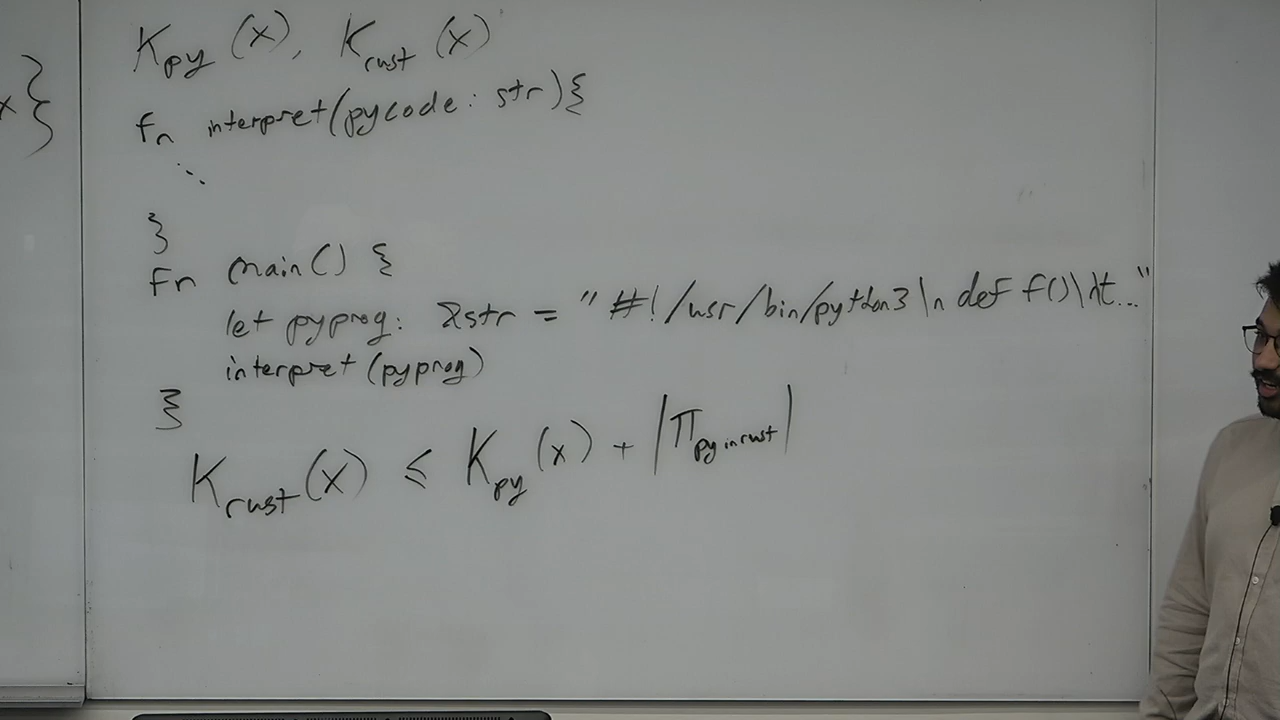 x}
K_py (x), K_rust (x)
fn interpret(pycode: str){
⋱
}
fn main() {
let pyprog: &str = "#!/usr/bin/python3\n def f()\n\t..."
interpret(pyprog)
}
K_rust(x) ≤ K_py(x) + |π_py in rust|